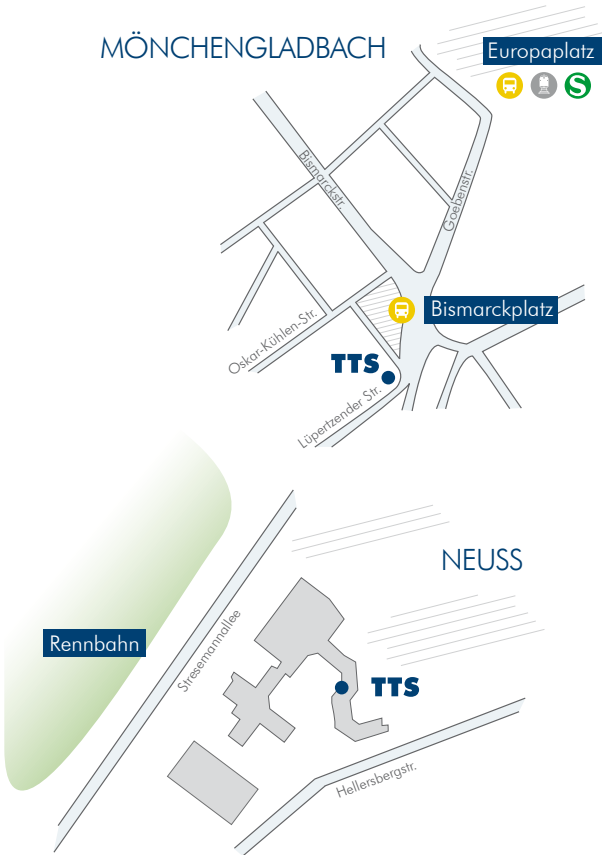 MÖNCHENGLADBACH
Europaplatz
S
Bismarckstr.
Goebenstr.
Bismarckplatz
Oskar-Kühlen-Str.
TTS
Lüpertzender Str.
NEUSS
Rennbahn
Stresemannallee
TTS
Hellersbergstr.